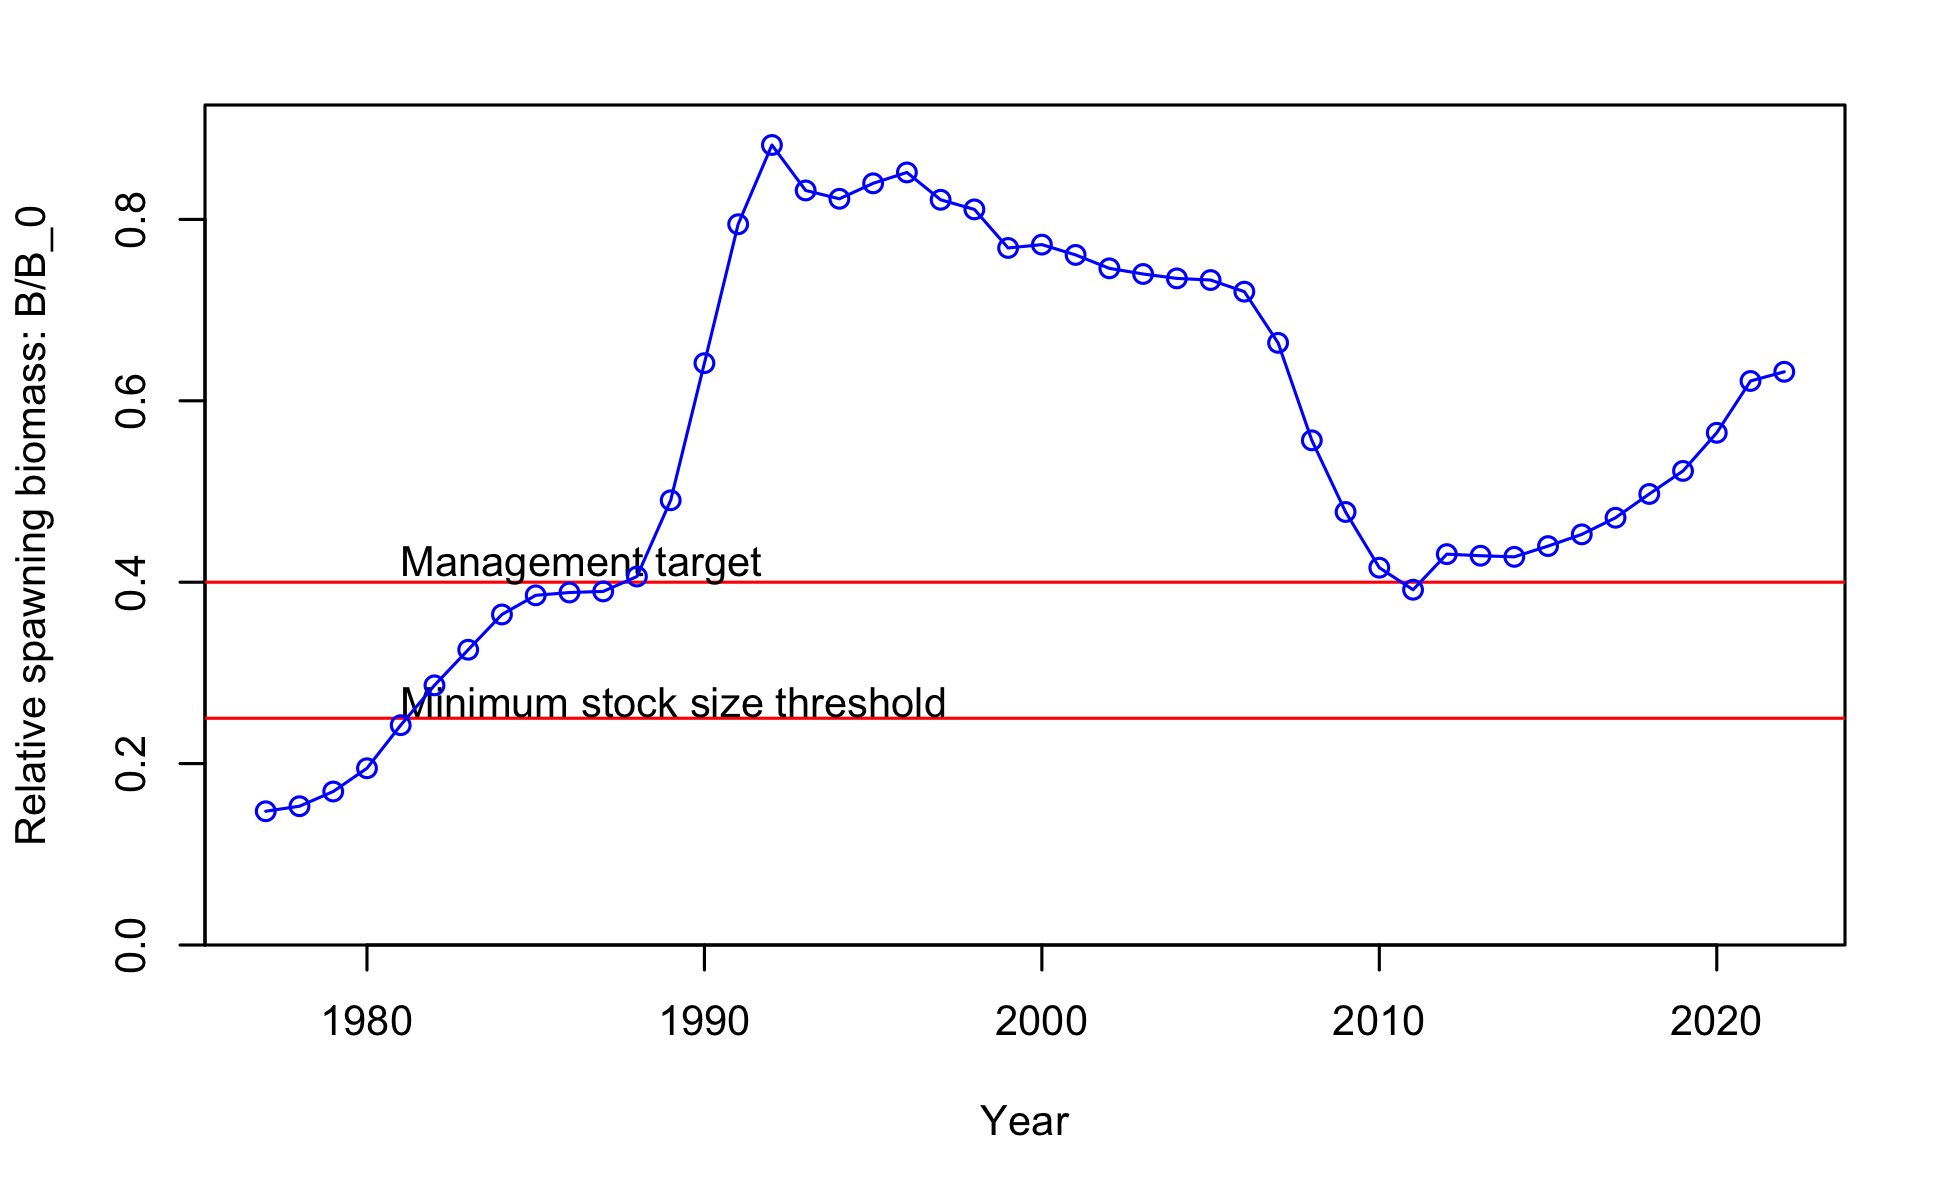 Relative spawning biomass: B/B_0
0.8
0.6
0.4
0.2
0.0
Management target
Minimum stock size threshold
1980 1990 2000 2010 2020
Year